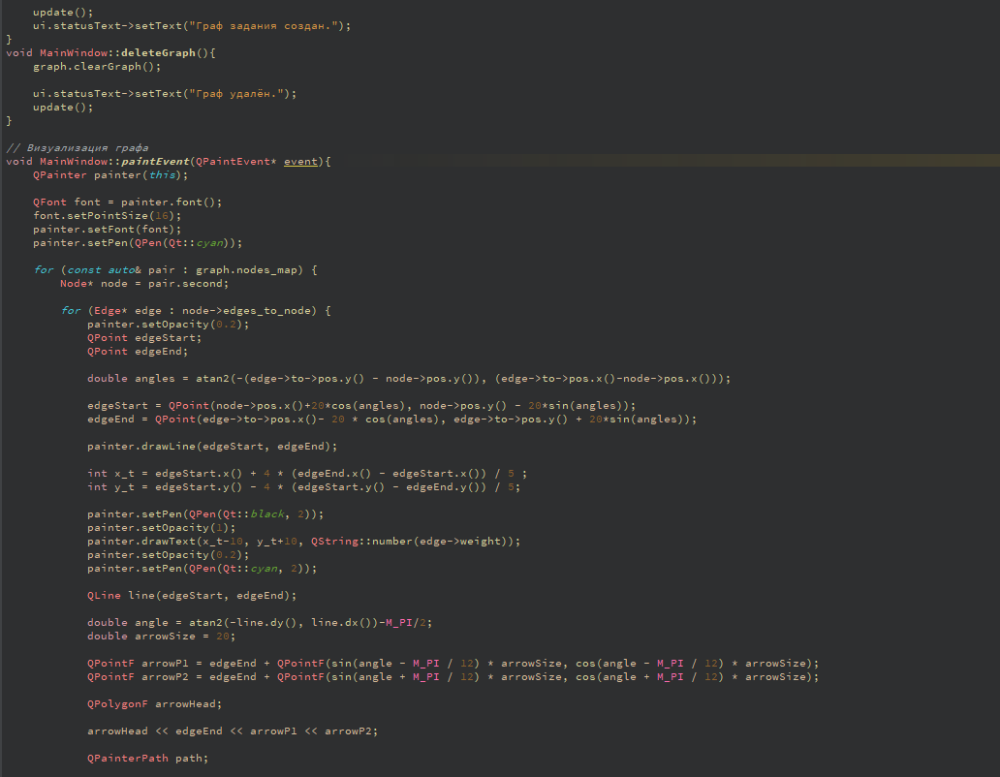 update();
    ui.statusText->setText("Граф задания создан.");
}
void MainWindow::deleteGraph(){
    graph.clearGraph();

    ui.statusText->setText("Граф удалён.");
    update();
}

// Визуализация графа
void MainWindow::paintEvent(QPaintEvent* event){
    QPainter painter(this);

    QFont font = painter.font();
    font.setPointSize(16);
    painter.setFont(font);
    painter.setPen(QPen(Qt::cyan));

    for (const auto& pair : graph.nodes_map) {
        Node* node = pair.second;

        for (Edge* edge : node->edges_to_node) {
            painter.setOpacity(0.2);
            QPoint edgeStart;
            QPoint edgeEnd;

            double angles = atan2(-(edge->to->pos.y() - node->pos.y()), (edge->to->pos.x()-node->pos.x()));

            edgeStart = QPoint(node->pos.x()+20*cos(angles), node->pos.y() - 20*sin(angles));
            edgeEnd = QPoint(edge->to->pos.x()- 20 * cos(angles), edge->to->pos.y() + 20*sin(angles));

            painter.drawLine(edgeStart, edgeEnd);

            int x_t = edgeStart.x() + 4 * (edgeEnd.x() - edgeStart.x()) / 5 ;
            int y_t = edgeStart.y() - 4 * (edgeStart.y() - edgeEnd.y()) / 5;

            painter.setPen(QPen(Qt::black, 2));
            painter.setOpacity(1);
            painter.drawText(x_t-10, y_t+10, QString::number(edge->weight));
            painter.setOpacity(0.2);
            painter.setPen(QPen(Qt::cyan, 2));

            QLine line(edgeStart, edgeEnd);

            double angle = atan2(-line.dy(), line.dx())-M_PI/2;
            double arrowSize = 20;

            QPointF arrowP1 = edgeEnd + QPointF(sin(angle - M_PI / 12) * arrowSize, cos(angle - M_PI / 12) * arrowSize);
            QPointF arrowP2 = edgeEnd + QPointF(sin(angle + M_PI / 12) * arrowSize, cos(angle + M_PI / 12) * arrowSize);

            QPolygonF arrowHead;

            arrowHead << edgeEnd << arrowP1 << arrowP2;

            QPainterPath path;